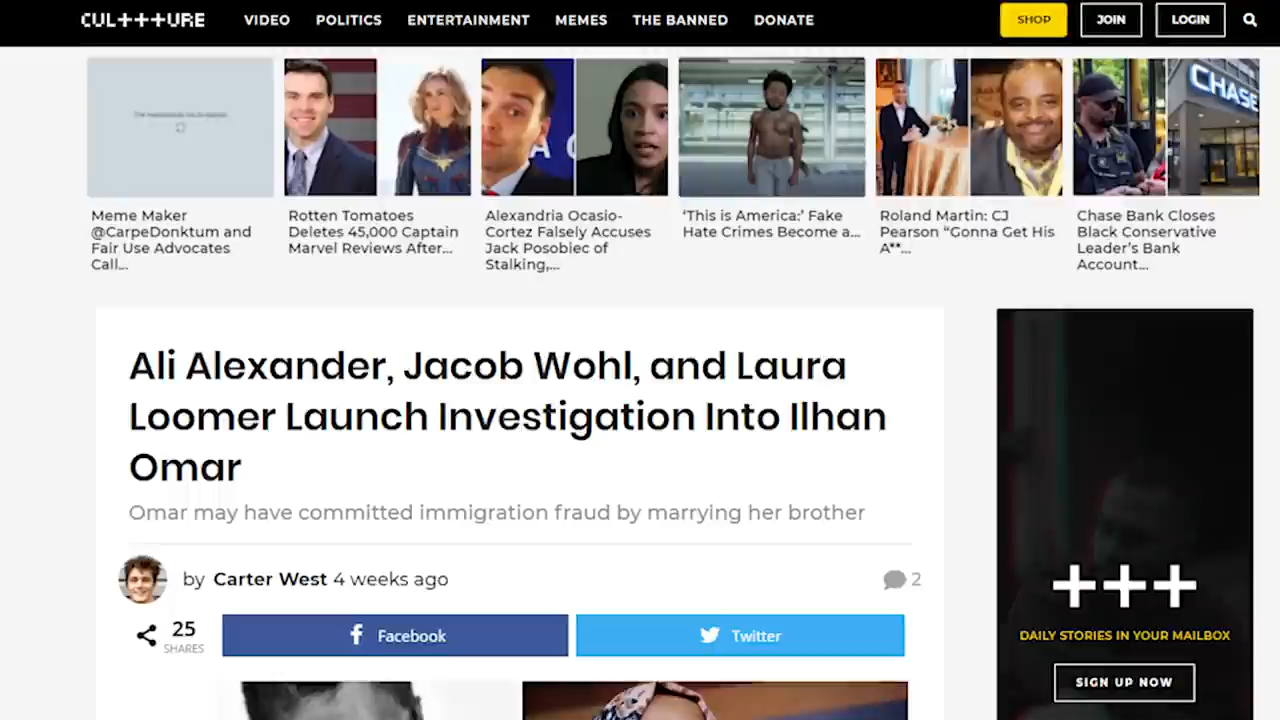 CUL+++URE
VIDEO POLITICS ENTERTAINMENT MEMES THE BANNED DONATE SHOP JOIN LOGIN
CHASE
A
Meme Maker
@CarpeDonktum and
Fair Use Advocates
Call...
Rotten Tomatoes
Deletes 45,000 Captain
Marvel Reviews After...
Alexandria Ocasio-
Cortez Falsely Accuses
Jack Posobiec of
Stalking,...
‘This is America:’ Fake
Hate Crimes Become a...
Roland Martin: CJ
Pearson “Gonna Get His
A**...
Chase Bank Closes
Black Conservative
Leader’s Bank
Account...
Ali Alexander, Jacob Wohl, and Laura
Loomer Launch Investigation Into Ilhan
Omar
Omar may have committed immigration fraud by marrying her brother
by Carter West 4 weeks ago
2
25
SHARES
Facebook
Twitter
+++
DAILY STORIES IN YOUR MAILBOX
SIGN UP NOW